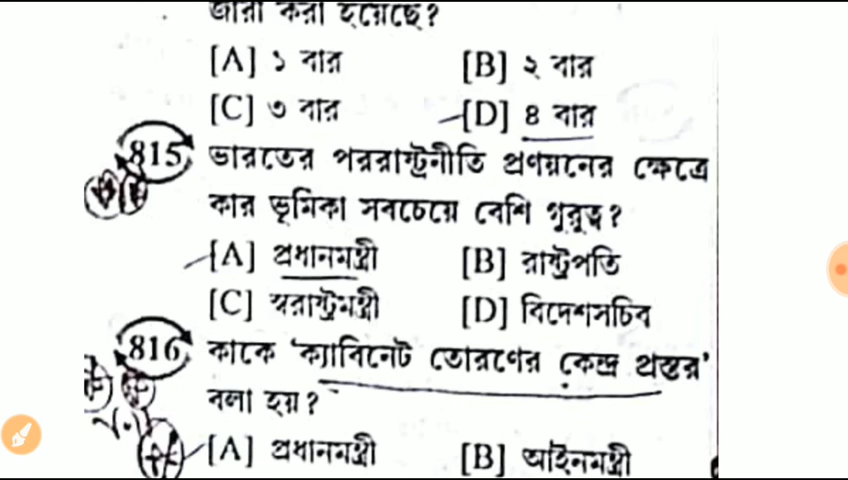 জারী করা হয়েছে?
[A] ১ বার [B] ২ বার
[C] ৩ বার [D] ৪ বার
815 ভারতের পররাষ্ট্রনীতি প্রণয়নের ক্ষেত্রে
কার ভূমিকা সবচেয়ে বেশি গুরুত্ব?
[A] প্রধানমন্ত্রী [B] রাষ্ট্রপতি
[C] স্বরাষ্ট্রমন্ত্রী [D] বিদেশসচিব
816 কাকে 'ক্যাবিনেট তোরণের কেন্দ্র প্রস্তর'
বলা হয়?
[A] প্রধানমন্ত্রী [B] আইনমন্ত্রী